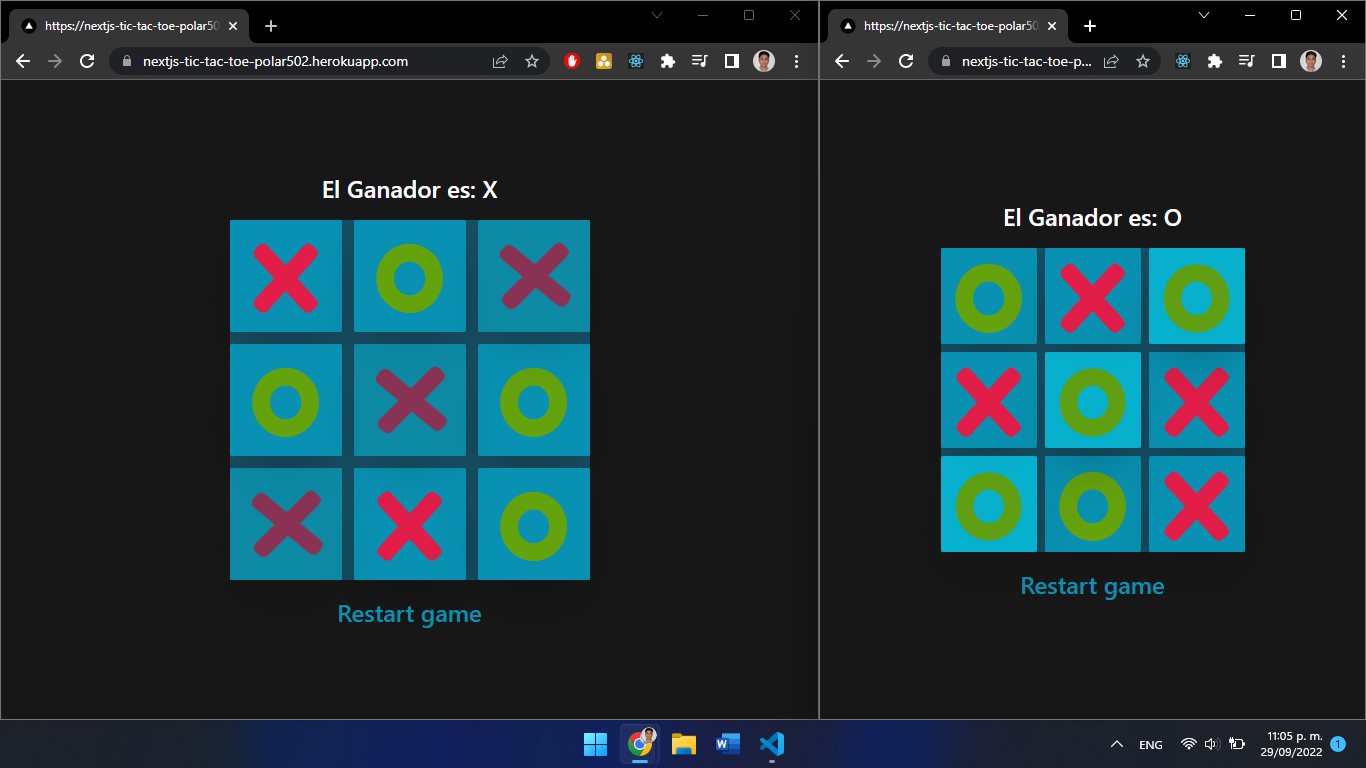 https://nextjs-tic-tac-toe-polar50
https://nextjs-tic-tac-toe-polar50
nextjs-tic-tac-toe-polar502.herokuapp.com
nextjs-tic-tac-toe-p...
El Ganador es: X
Restart game
El Ganador es: O
Restart game
W
ENG
11:05 p. m.
29/09/2022
1